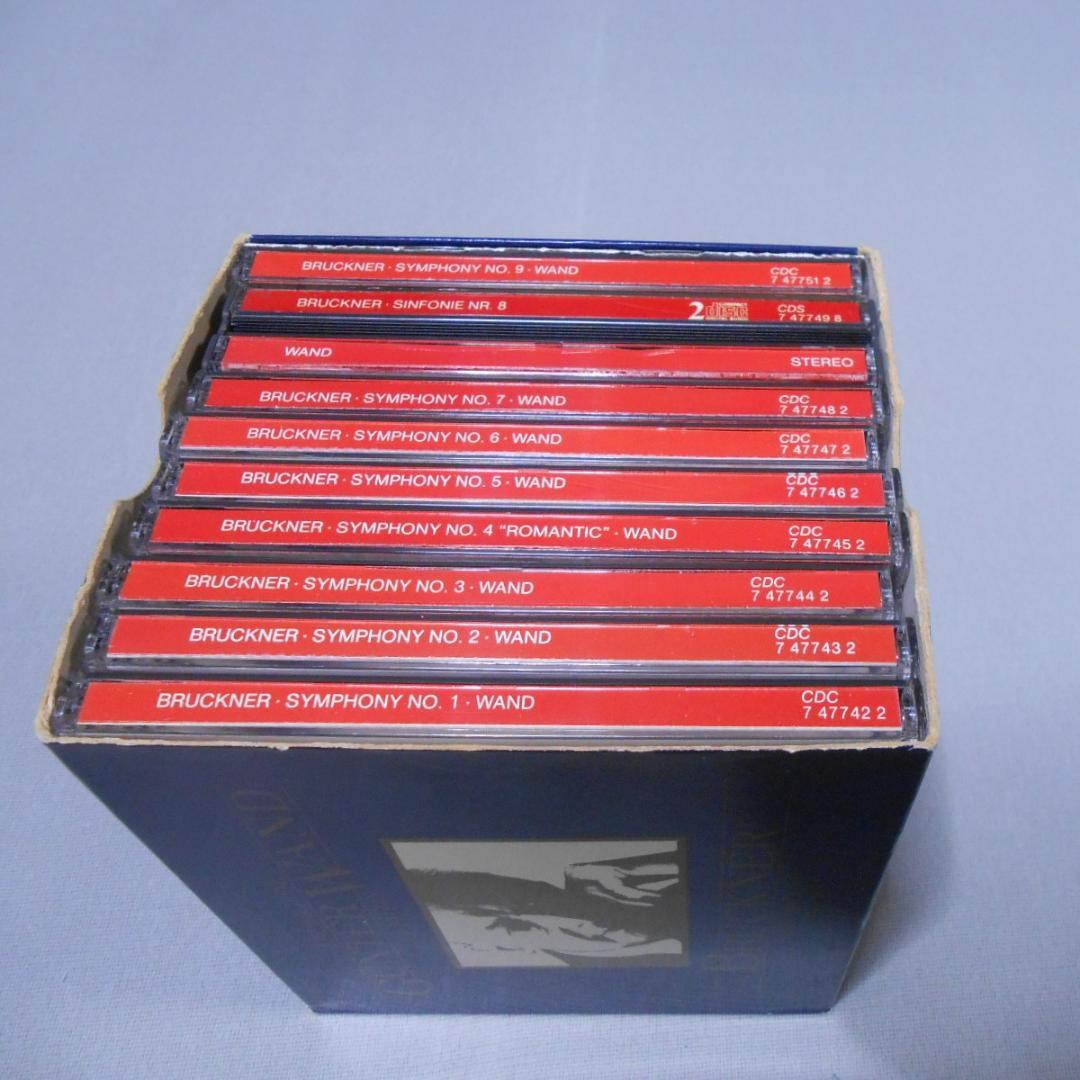 BRUCKNER · SYMPHONY NO. 9 · WAND CDC
7 47751 2
BRUCKNER · SINFONIE NR. 8 2 COMPACT disc DIGITAL AUDIO CDS
7 47749 8
WAND STEREO
BRUCKNER · SYMPHONY NO. 7 · WAND CDC
7 47748 2
BRUCKNER · SYMPHONY NO. 6 · WAND CDC
7 47747 2
BRUCKNER · SYMPHONY NO. 5 · WAND CDC
7 47746 2
BRUCKNER · SYMPHONY NO. 4 "ROMANTIC" · WAND CDC
7 47745 2
BRUCKNER · SYMPHONY NO. 3 · WAND CDC
7 47744 2
BRUCKNER · SYMPHONY NO. 2 · WAND CDC
7 47743 2
BRUCKNER · SYMPHONY NO. 1 · WAND CDC
7 47742 2